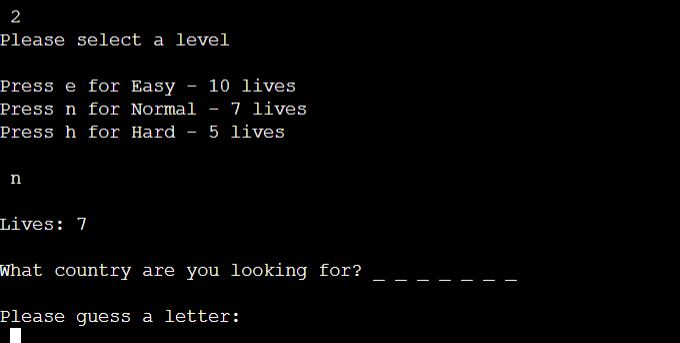 2
Please select a level
Press e for Easy - 10 lives
Press n for Normal - 7 lives
Press h for Hard - 5 lives
n
Lives: 7
What country are you looking for? _ _ _ _ _ _ _
Please guess a letter: